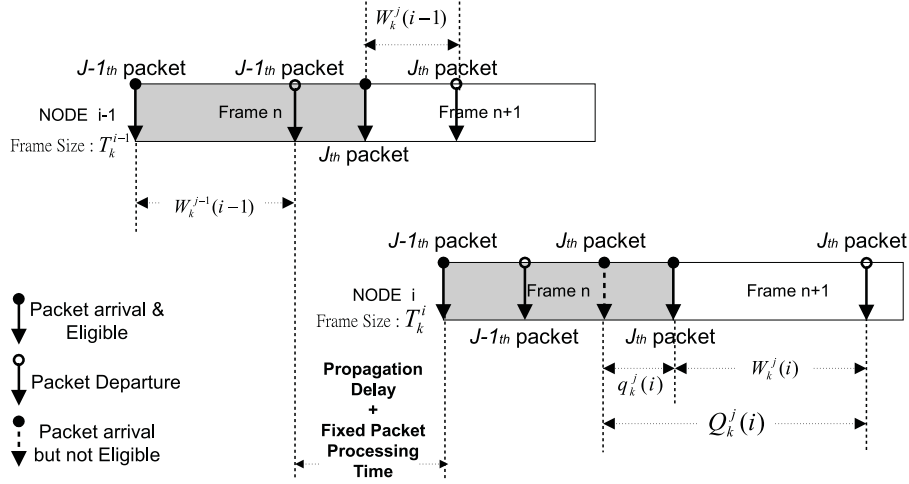 W_k^j(i−1)
J-1th packet
J-1th packet
Jth packet
NODE i-1
Frame Size : T_k^{i−1}
Frame n
Frame n+1
Jth packet
W_k^{j−1}(i−1)
J-1th packet
Jth packet
Jth packet
NODE i
Frame Size : T_k^i
Frame n
Frame n+1
J-1th packet
Jth packet
q_k^j(i)
W_k^j(i)
Q_k^j(i)
Packet arrival &
Eligible
Packet Departure
Packet arrival
but not Eligible
Propagation
Delay
+
Fixed Packet
Processing
Time